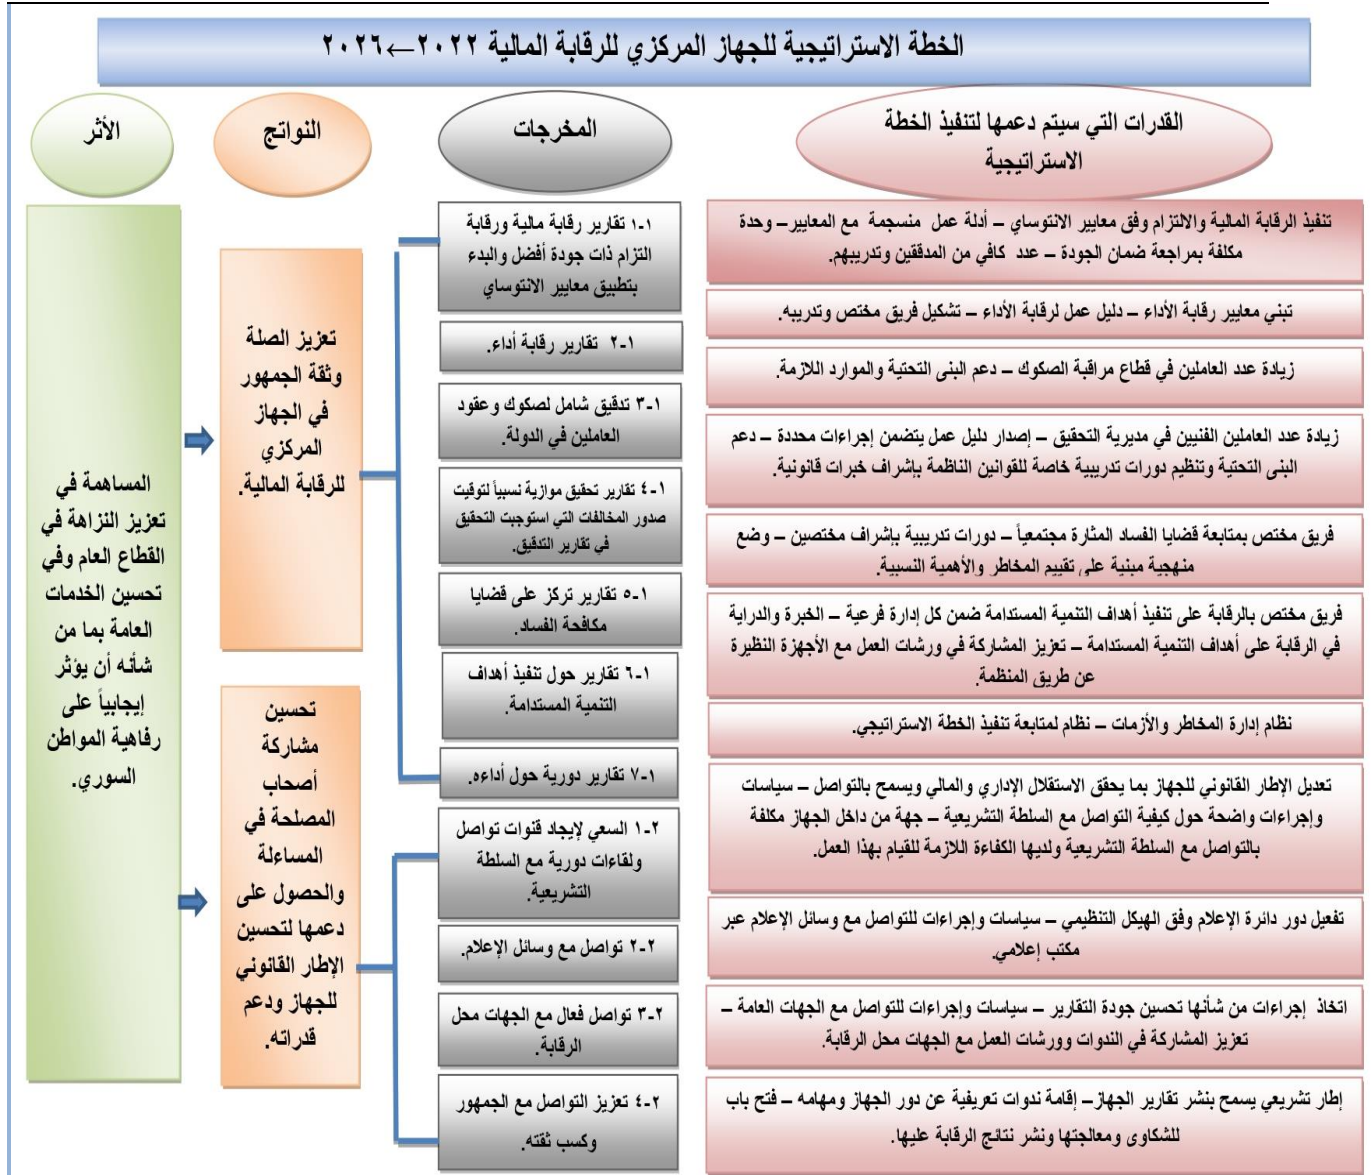 الخطة الاستراتيجية للجهاز المركزي للرقابة المالية ٢٠٢٢←٢٠٢٦
القدرات التي سيتم دعمها لتنفيذ الخطة
الاستراتيجية
المخرجات
النواتج
الأثر
تنفيذ الرقابة المالية والالتزام وفق معايير الانتوساي – أدلة عمل منسجمة مع المعايير– وحدة
مكلفة بمراجعة ضمان الجودة – عدد كافي من المدققين وتدريبهم.
تبني معايير رقابة الأداء – دليل عمل لرقابة الأداء – تشكيل فريق مختص وتدريبه.
زيادة عدد العاملين في قطاع مراقبة الصكوك – دعم البنى التحتية والموارد اللازمة.
زيادة عدد العاملين الفنيين في مديرية التحقيق – إصدار دليل عمل يتضمن إجراءات محددة – دعم
البنى التحتية وتنظيم دورات تدريبية خاصة للقوانين الناظمة بإشراف خبرات قانونية.
فريق مختص بمتابعة قضايا الفساد المثارة مجتمعياً – دورات تدريبية بإشراف مختصين – وضع
منهجية مبنية على تقييم المخاطر والأهمية النسبية.
فريق مختص بالرقابة على تنفيذ أهداف التنمية المستدامة ضمن كل إدارة فرعية – الخبرة والدراية
في الرقابة على أهداف التنمية المستدامة – تعزيز المشاركة في ورشات العمل مع الأجهزة النظيرة
عن طريق المنظمة.
نظام إدارة المخاطر والأزمات – نظام لمتابعة تنفيذ الخطة الاستراتيجي.
تعديل الإطار القانوني للجهاز بما يحقق الاستقلال الإداري والمالي ويسمح بالتواصل – سياسات
وإجراءات واضحة حول كيفية التواصل مع السلطة التشريعية – جهة من داخل الجهاز مكلفة
بالتواصل مع السلطة التشريعية ولديها الكفاءة اللازمة للقيام بهذا العمل.
تفعيل دور دائرة الإعلام وفق الهيكل التنظيمي – سياسات وإجراءات للتواصل مع وسائل الإعلام عبر
مكتب إعلامي.
اتخاذ إجراءات من شأنها تحسين جودة التقارير – سياسات وإجراءات للتواصل مع الجهات العامة –
تعزيز المشاركة في الندوات وورشات العمل مع الجهات محل الرقابة.
إطار تشريعي يسمح بنشر تقارير الجهاز– إقامة ندوات تعريفية عن دور الجهاز ومهامه – فتح باب
للشكاوى ومعالجتها ونشر نتائج الرقابة عليها.
١-١ تقارير رقابة مالية ورقابة
التزام ذات جودة أفضل والبدء
بتطبيق معايير الانتوساي
١-٢ تقارير رقابة أداء.
١-٣ تدقيق شامل لصكوك وعقود
العاملين في الدولة.
١-٤ تقارير تحقيق موازية نسبياً لتوقيت
صدور المخالفات التي استوجبت التحقيق
في تقارير التدقيق.
١-٥ تقارير تركز على قضايا
مكافحة الفساد.
١-٦ تقارير حول تنفيذ أهداف
التنمية المستدامة.
١-٧ تقارير دورية حول أداءه.
٢-١ السعي لإيجاد قنوات تواصل
ولقاءات دورية مع السلطة
التشريعية.
٢-٢ تواصل مع وسائل الإعلام.
٢-٣ تواصل فعال مع الجهات محل
الرقابة.
٢-٤ تعزيز التواصل مع الجمهور
وكسب ثقته.
تعزيز الصلة
وثقة الجمهور
في الجهاز
المركزي
للرقابة المالية.
تحسين
مشاركة
أصحاب
المصلحة في
المساءلة
والحصول على
دعمها لتحسين
الإطار القانوني
للجهاز ودعم
قدراته.
المساهمة في
تعزيز النزاهة في
القطاع العام وفي
تحسين الخدمات
العامة بما من
شأنه أن يؤثر
إيجابياً على
رفاهية المواطن
السوري.